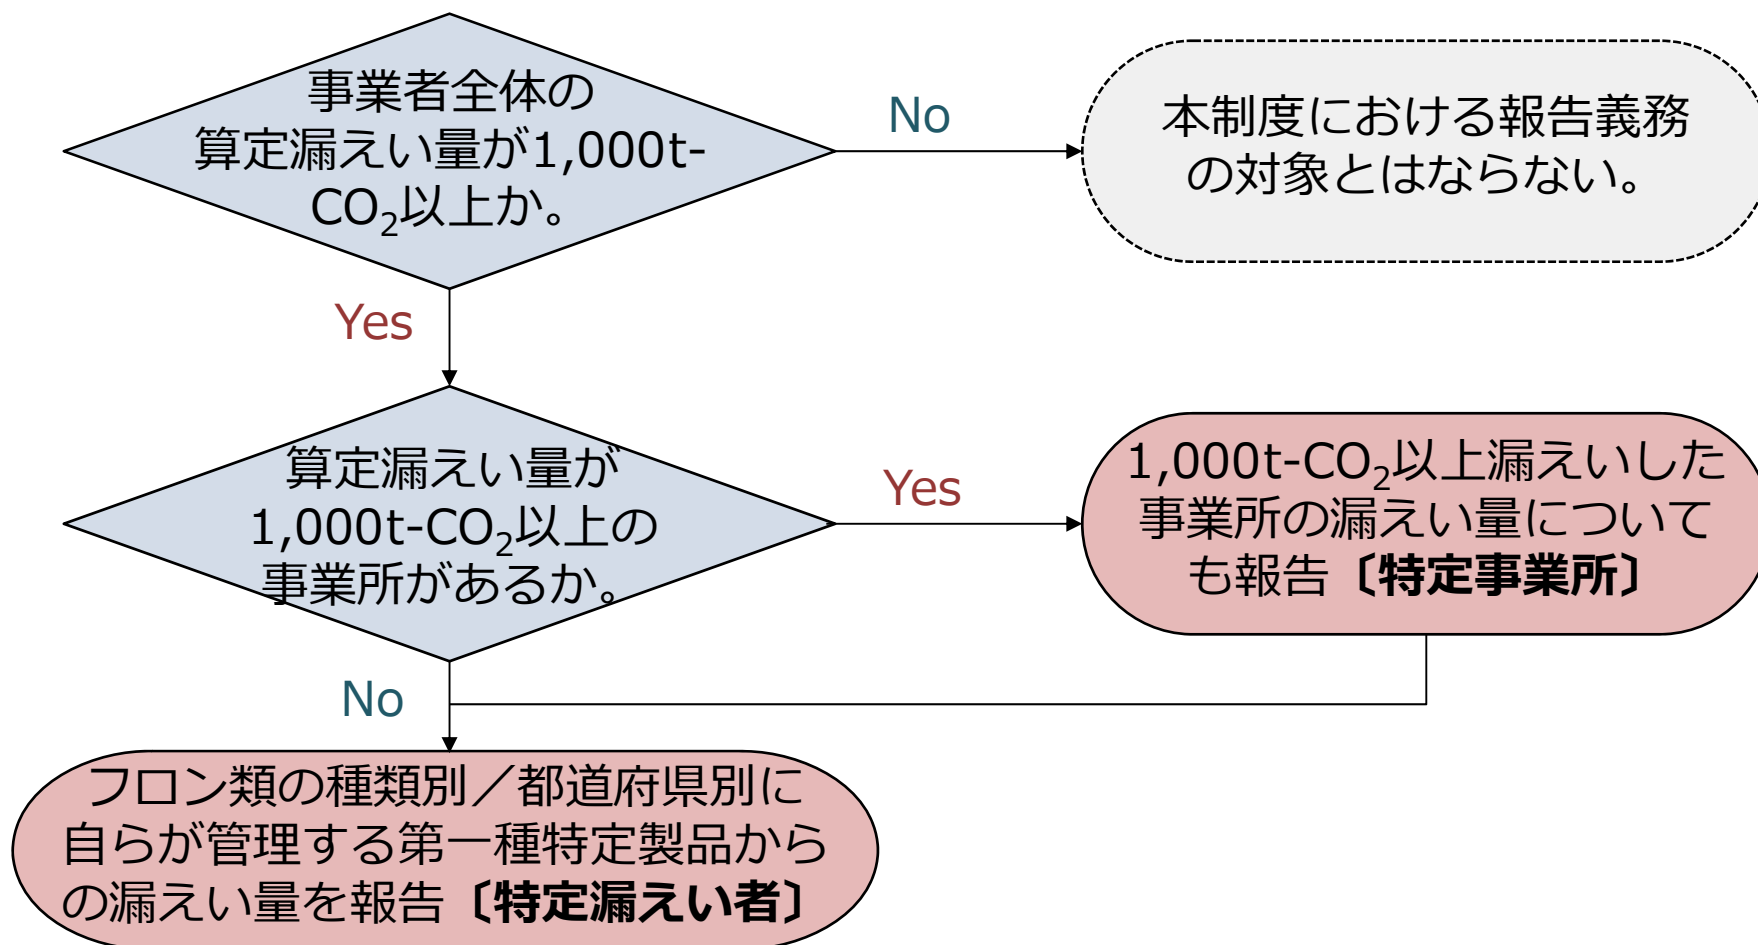 事業者全体の
算定漏えい量が1,000t-
CO₂以上か。
No
本制度における報告義務
の対象とはならない。
Yes
算定漏えい量が
1,000t-CO₂以上の
事業所があるか。
Yes
1,000t-CO₂以上漏えいした
事業所の漏えい量について
も報告〔特定事業所〕
No
フロン類の種類別／都道府県別に
自らが管理する第一種特定製品から
の漏えい量を報告〔特定漏えい者〕